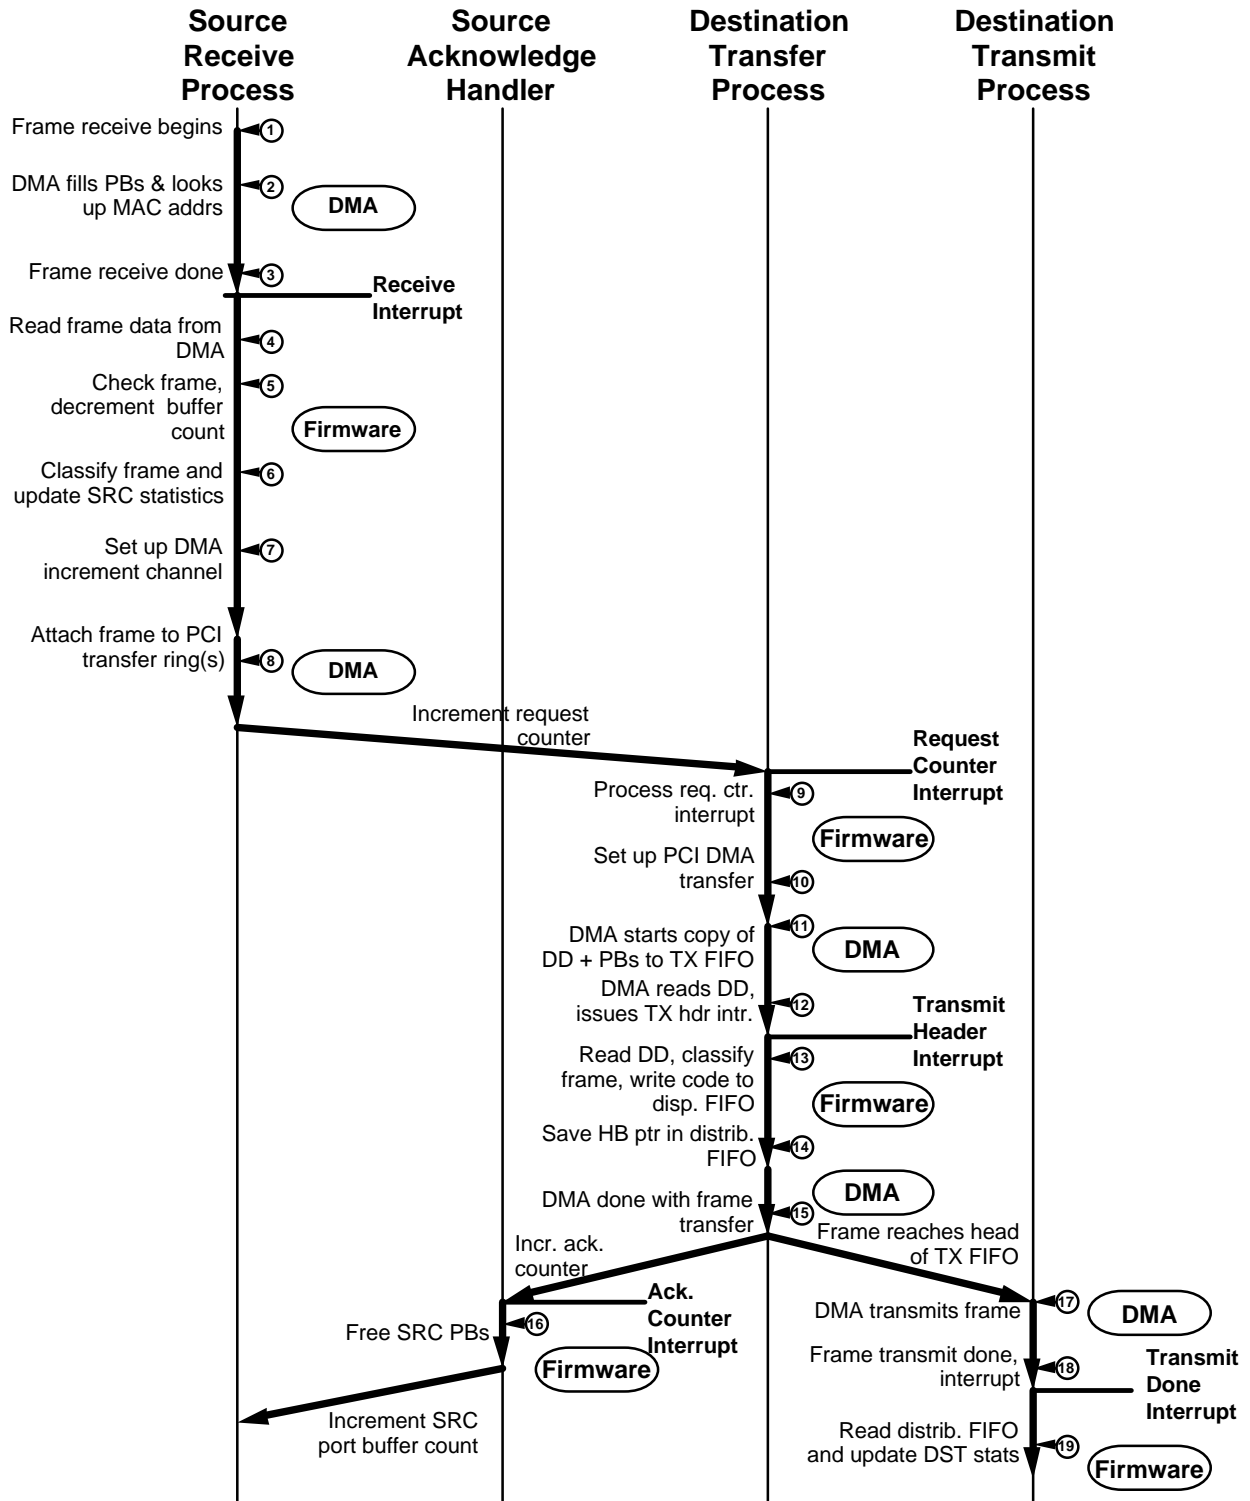 Source
Receive
Process
Source
Acknowledge
Handler
Destination
Transfer
Process
Destination
Transmit
Process
Frame receive begins
1
DMA fills PBs & looks
up MAC addrs
2
DMA
Frame receive done
3
Receive
Interrupt
Read frame data from
DMA
4
Check frame,
decrement buffer
count
5
Firmware
Classify frame and
update SRC statistics
6
Set up DMA
increment channel
7
Attach frame to PCI
transfer ring(s)
8
DMA
Increment request
counter
Request
Counter
Interrupt
Process req. ctr.
interrupt
9
Firmware
Set up PCI DMA
transfer
10
11
DMA starts copy of
DD + PBs to TX FIFO
DMA
DMA reads DD,
issues TX hdr intr.
12
Transmit
Header
Interrupt
Read DD, classify
frame, write code to
disp. FIFO
13
Firmware
Save HB ptr in distrib.
FIFO
14
DMA
DMA done with frame
transfer
15
Frame reaches head
of TX FIFO
Incr. ack.
counter
Ack.
Counter
Interrupt
Free SRC PBs
16
Firmware
DMA transmits frame
17
DMA
Frame transmit done,
interrupt
18
Transmit
Done
Interrupt
Increment SRC
port buffer count
Read distrib. FIFO
and update DST stats
19
Firmware